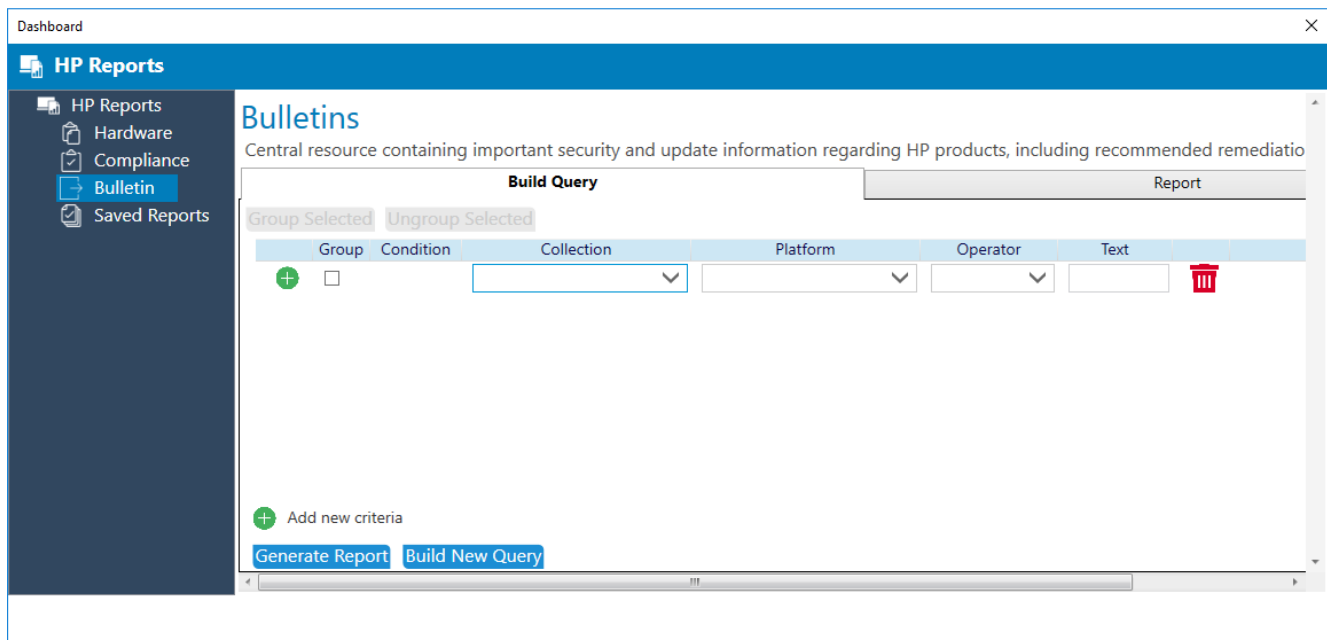 Dashboard
HP Reports
HP Reports
Hardware
Compliance
Bulletin
Saved Reports
Bulletins
Central resource containing important security and update information regarding HP products, including recommended remediatio
Build Query Report
Group Selected Ungroup Selected
Group Condition Collection Platform Operator Text
Add new criteria
Generate Report Build New Query